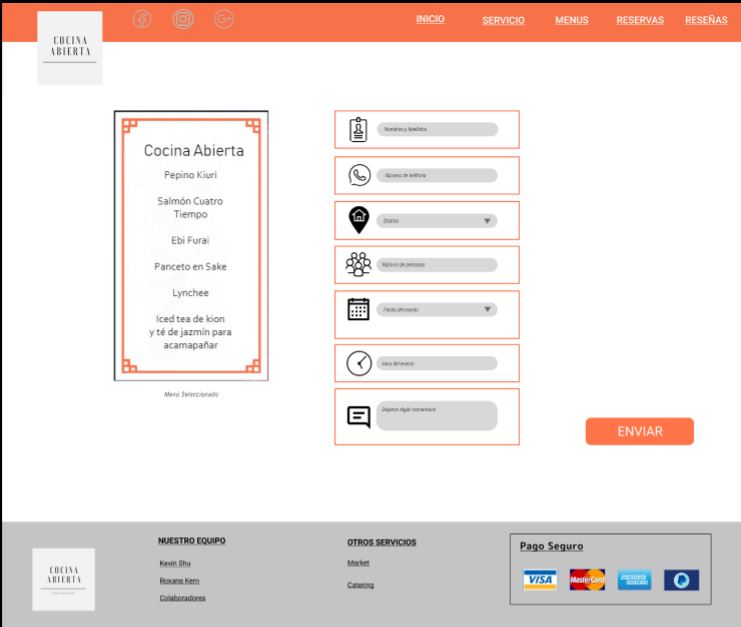 INICIO
SERVICIO
MENUS
RESERVAS
RESEÑAS
COCINA
ABIERTA
Cocina Abierta
Pepino Kiuri
Salmón Cuatro
Tiempo
Ebi Furai
Panceto en Sake
Lynchee
Iced tea de kion
y té de jazmín para
acamapañar
Menú Seleccionado
Nombres y Apellidos
Número de teléfono
Distrito
Número de personas
Fecha del evento
Hora del evento
Dejanos algún comentario
ENVIAR
COCINA
ABIERTA
NUESTRO EQUIPO
Kevin Shu
Roxana Kern
Colaboradores
OTROS SERVICIOS
Market
Catering
Pago Seguro
VISA
MasterCard